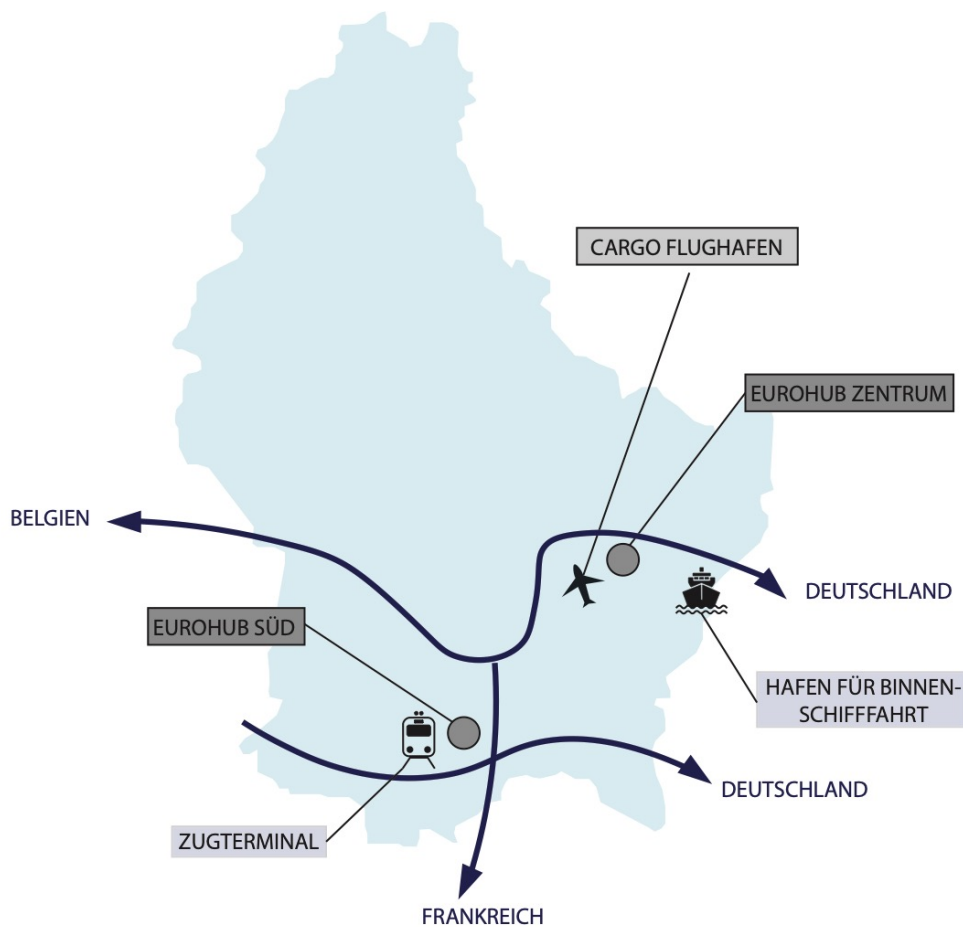 CARGO FLUGHAFEN
EUROHUB ZENTRUM
BELGIEN
DEUTSCHLAND
EUROHUB SÜD
HAFEN FÜR BINNEN-
SCHIFFFAHRT
DEUTSCHLAND
ZUGTERMINAL
FRANKREICH